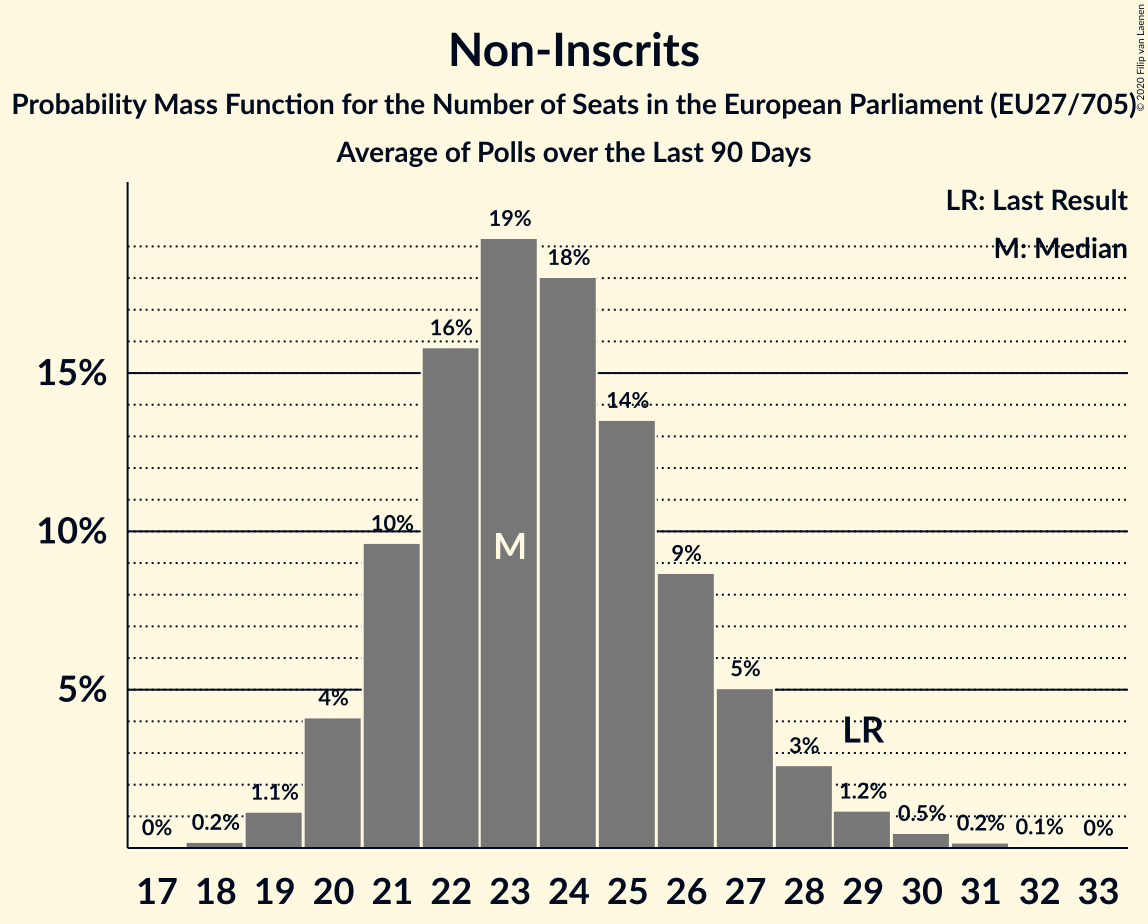 Non-Inscrits
Probability Mass Function for the Number of Seats in the European Parliament (EU27/705)
Average of Polls over the Last 90 Days
© 2020 Filip van Laenen
LR: Last Result
M: Median
15%
10%
5%
0%
0.2%
1.1%
4%
10%
16%
19%
18%
14%
9%
5%
3%
1.2%
0.5%
0.2%
0.1%
0%
M
LR
17 18 19 20 21 22 23 24 25 26 27 28 29 30 31 32 33